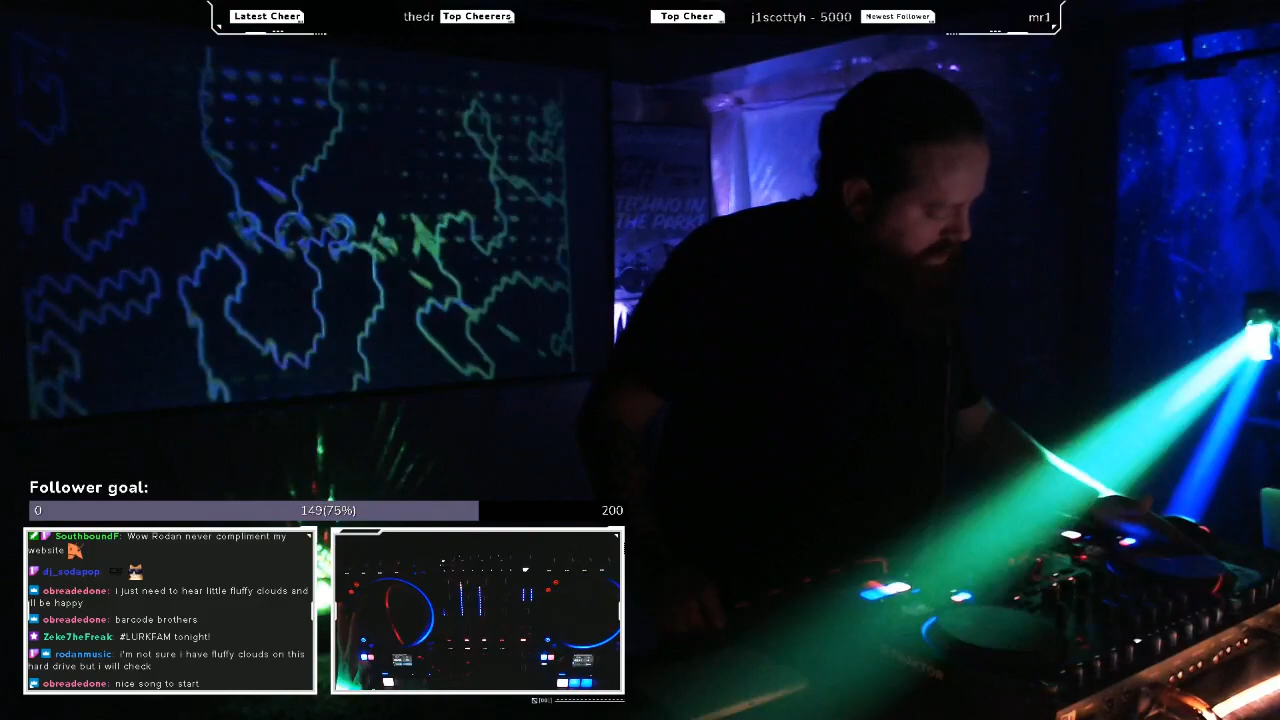 Latest Cheer
thedr
Top Cheerers
Top Cheer
j1scottyh - 5000
Newest Follower
mr1
TECHNO IN
THE PARK
Follower goal:
0
149(75%)
200
SouthboundF: Wow Rodan never compliment my
website
dj_sodapop:
obreadedone: i just need to hear little fluffy clouds and
ill be happy
obreadedone: barcode brothers
Zeke7heFreak: #LURKFAM tonight!
rodanmusic: i'm not sure i have fluffy clouds on this
hard drive but i will check
obreadedone: nice song to start